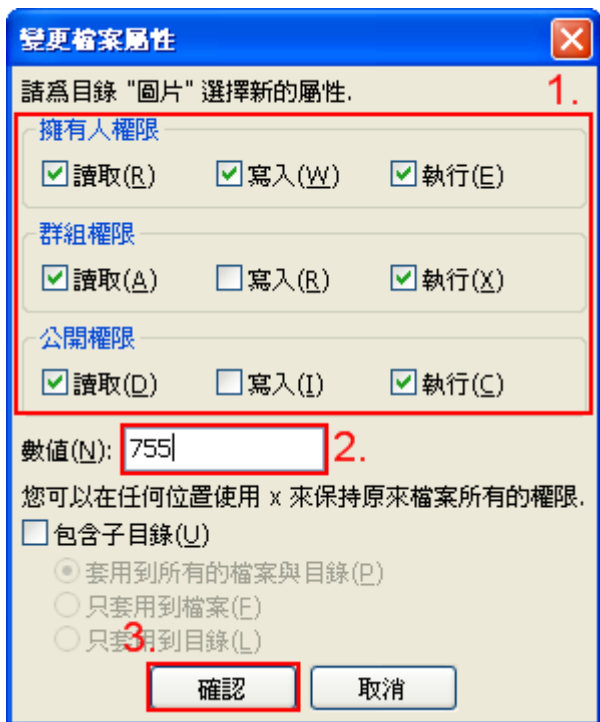 變更檔案屬性
請為目錄 "圖片" 選擇新的屬性.
1.
擁有人權限
讀取(R) 寫入(W) 執行(E)
群組權限
讀取(A) 寫入(R) 執行(X)
公開權限
讀取(D) 寫入(I) 執行(C)
數值(N): 755 2.
您可以在任何位置使用 x 來保持原來檔案所有的權限.
包含子目錄(U)
套用到所有的檔案與目錄(P)
只套用到檔案(F)
只套用到目錄(L)
3.
確認 取消